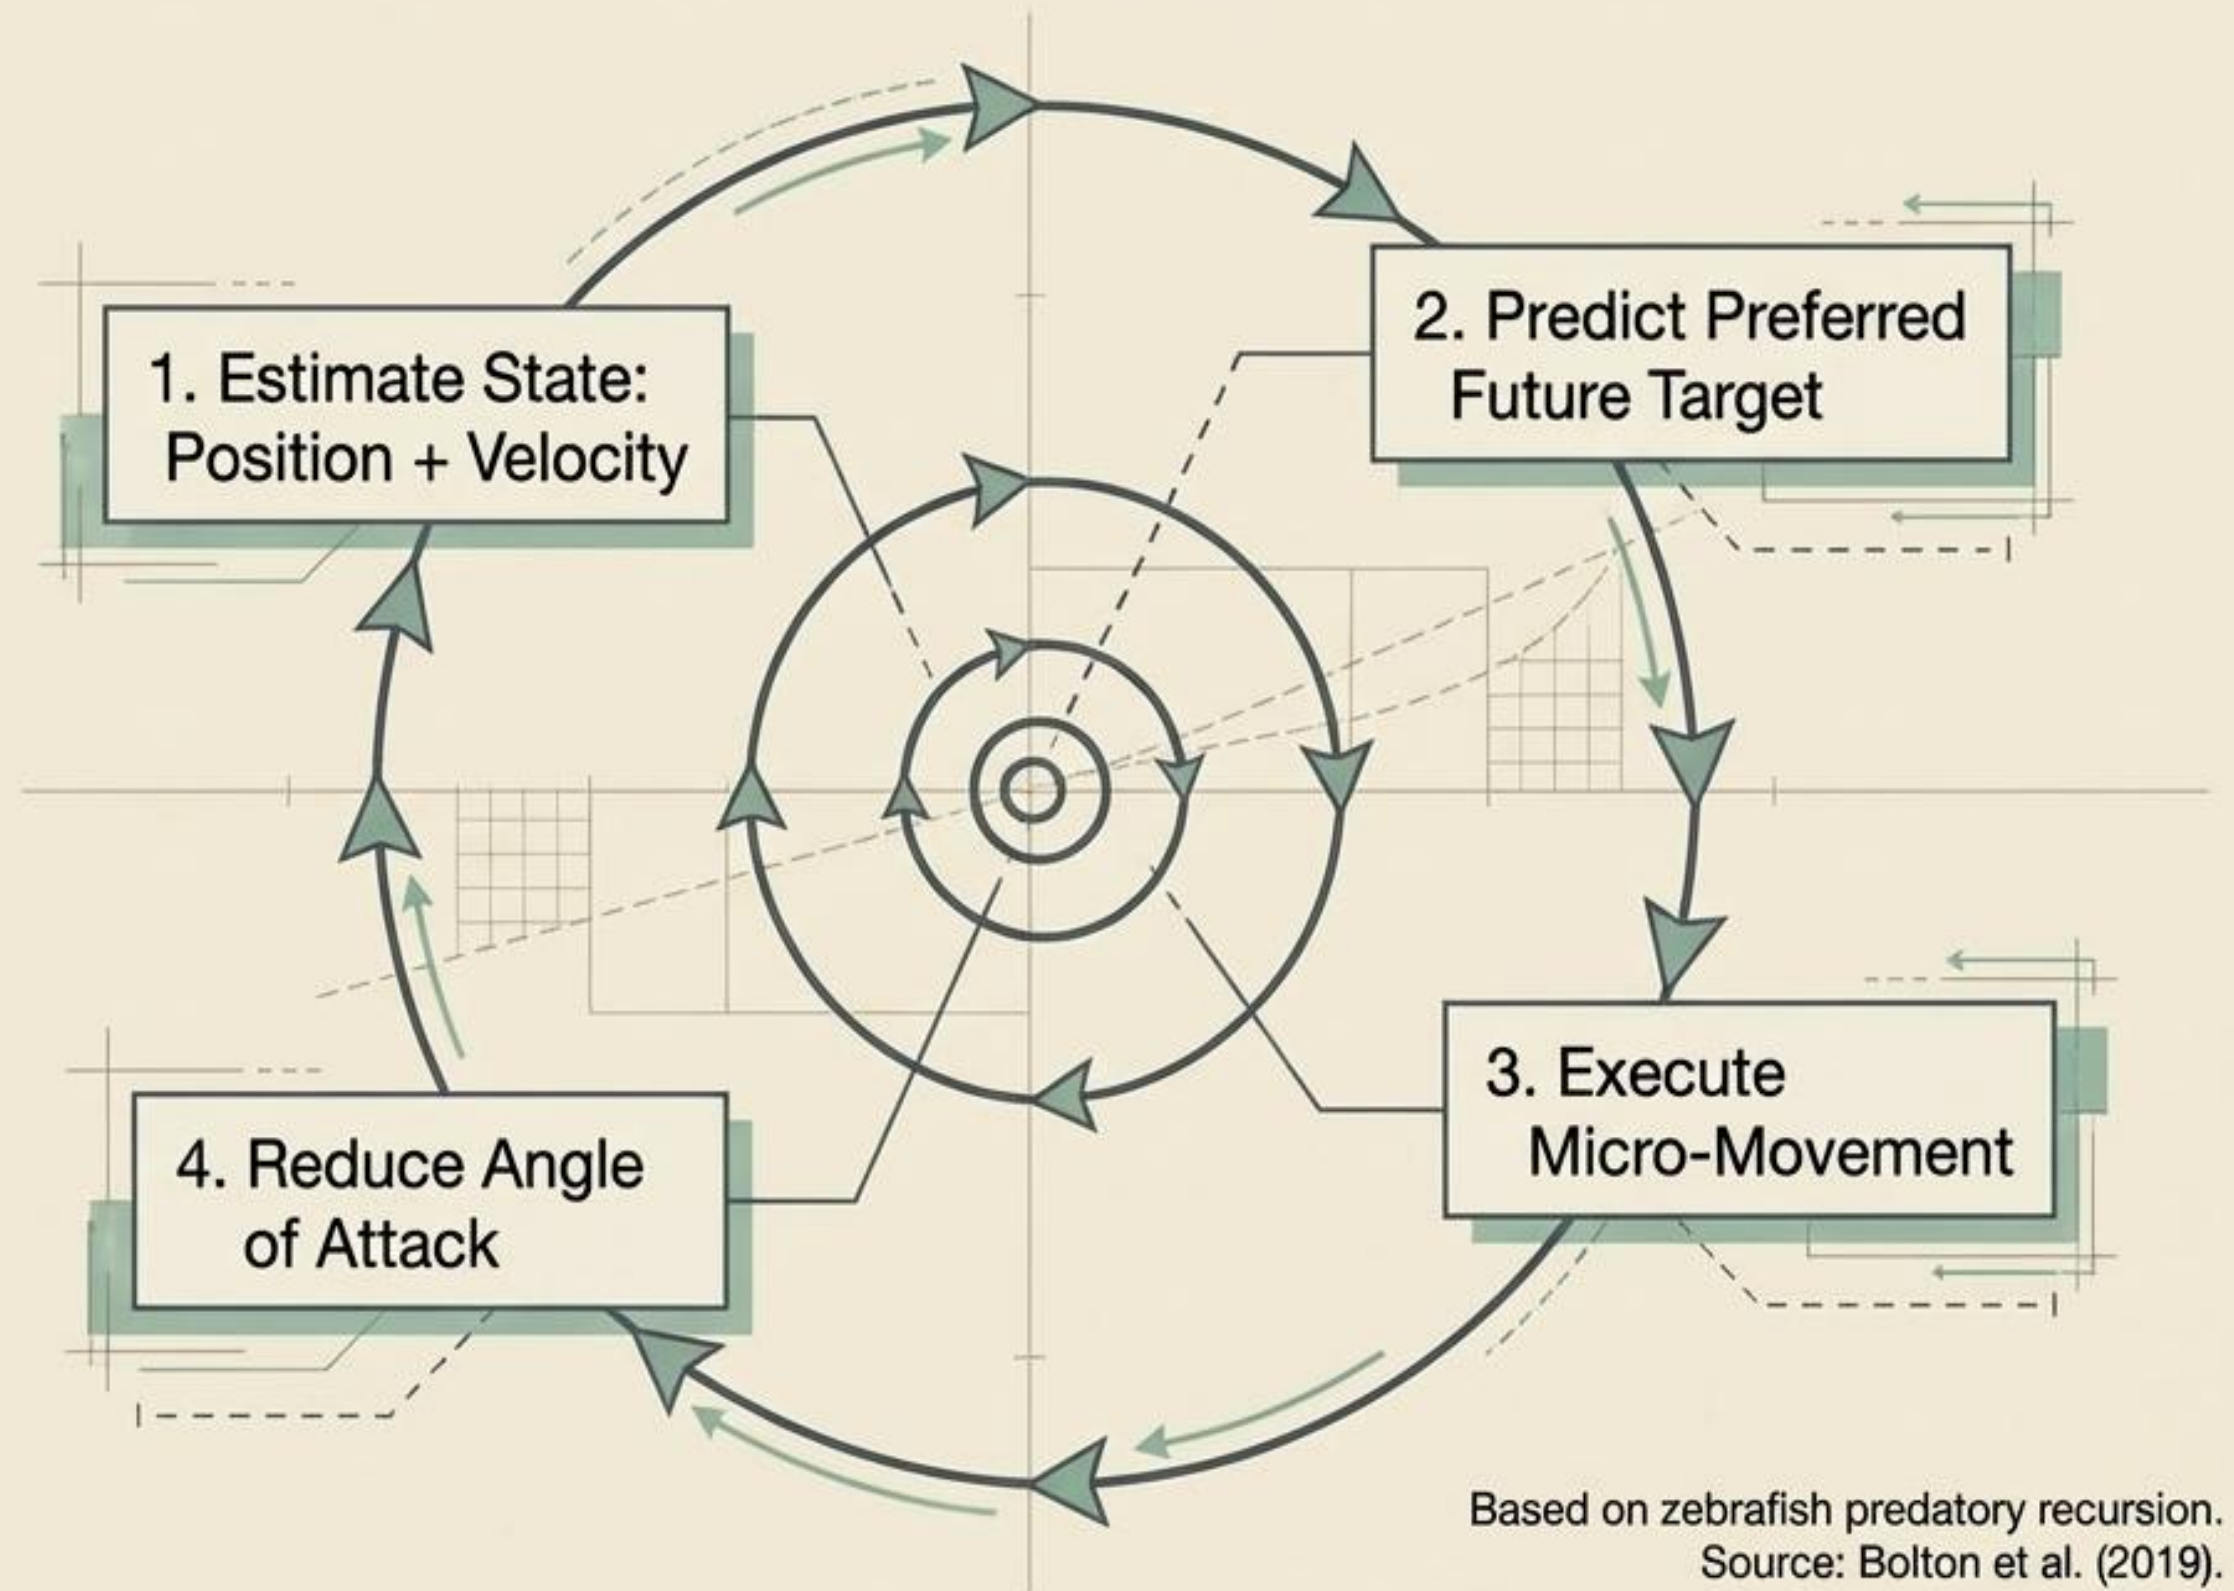 1. Estimate State:
Position + Velocity
2. Predict Preferred
Future Target
3. Execute
Micro-Movement
4. Reduce Angle
of Attack
Based on zebrafish predatory recursion.
Source: Bolton et al. (2019).